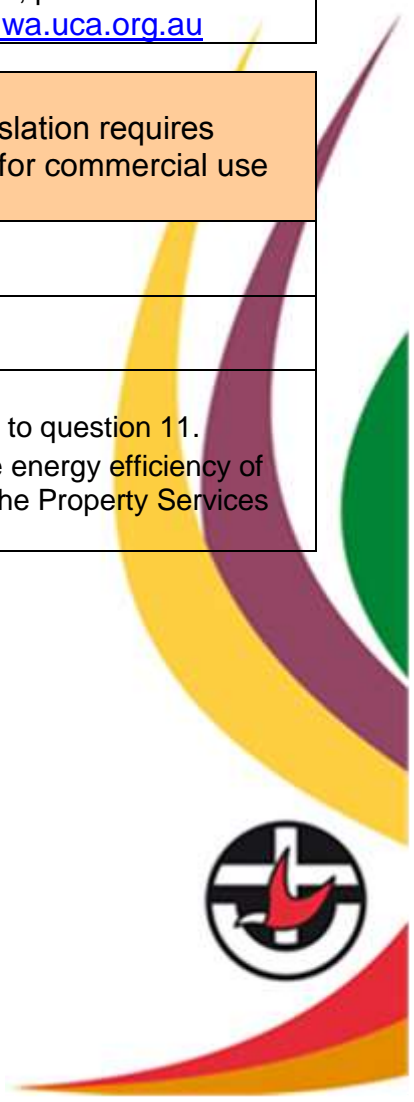 wa.uca.org.au
slation requires
for commercial use
to question 11.
energy efficiency of
he Property Services